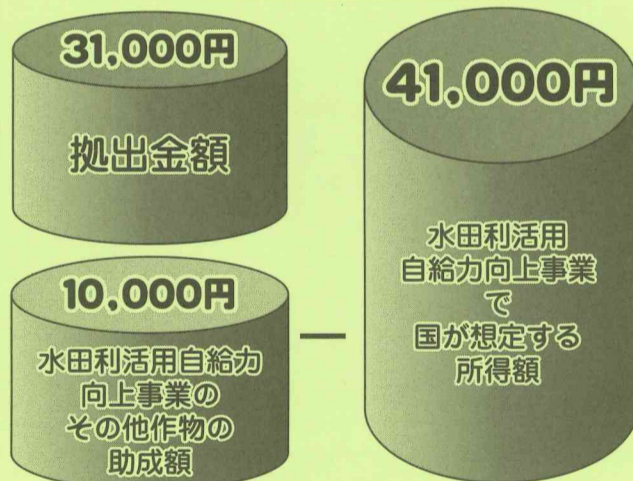 31,000円
拠出金額
10,000円
水田利活用自給力
向上事業の
その他作物の
助成額
ー
41,000円
水田利活用
自給力向上事業
で
国が想定する
所得額